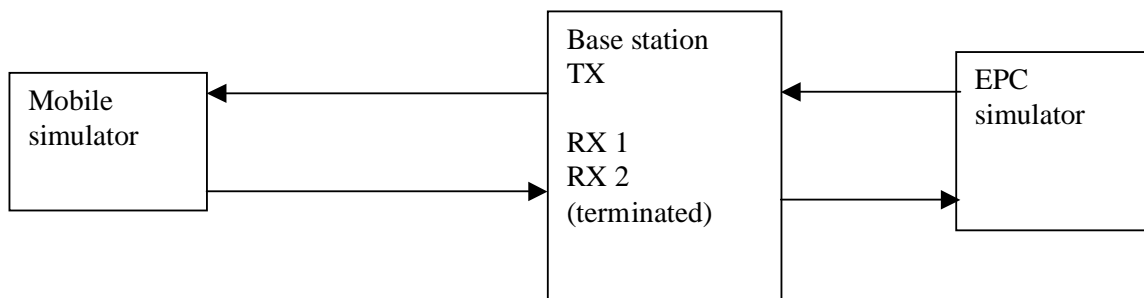 Mobile
simulator
Base station
TX
RX 1
RX 2
(terminated)
EPC
simulator